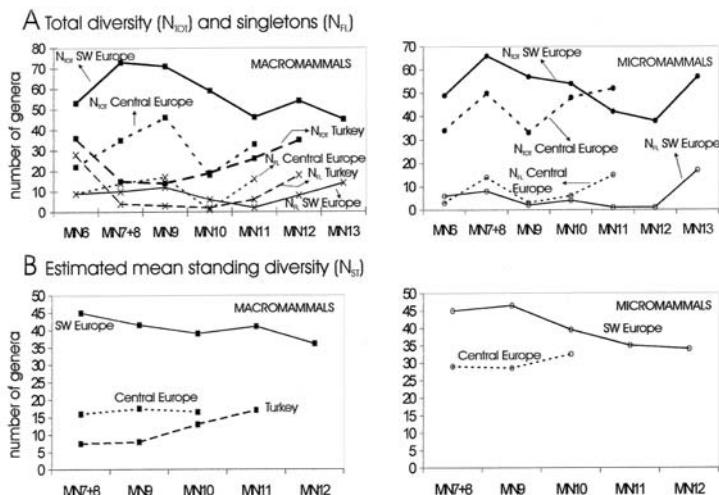 A Total diversity (NTOT) and singletons (NFL)
number of genera
80
70
60
50
40
30
20
10
0
MACROMAMMALS
NTOT SW Europe
NTOT Central Europe
NTOT Turkey
NFL Central Europe
NFL Turkey
NFL SW Europe
MN6 MN7+8 MN9 MN10 MN11 MN12 MN13
70
60
50
40
30
20
10
0
MICROMAMMALS
NTOT SW Europe
NTOT Central Europe
NFL SW Europe
NFL Central
Europe
MN6 MN7+8 MN9 MN10 MN11 MN12 MN13
B Estimated mean standing diversity (NST)
number of genera
50
45
40
35
30
25
20
15
10
5
0
MACROMAMMALS
SW Europe
Central Europe
Turkey
MN7+8 MN9 MN10 MN11 MN12
50
45
40
35
30
25
20
15
10
5
0
MICROMAMMALS
SW Europe
Central Europe
MN7+8 MN9 MN10 MN11 MN12